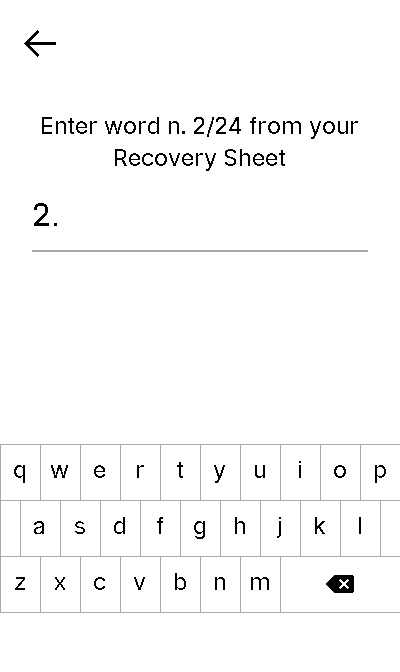 Enter word n. 2/24 from your
Recovery Sheet
2.
q w e r t y u i o p
a s d f g h j k l
z x c v b n m